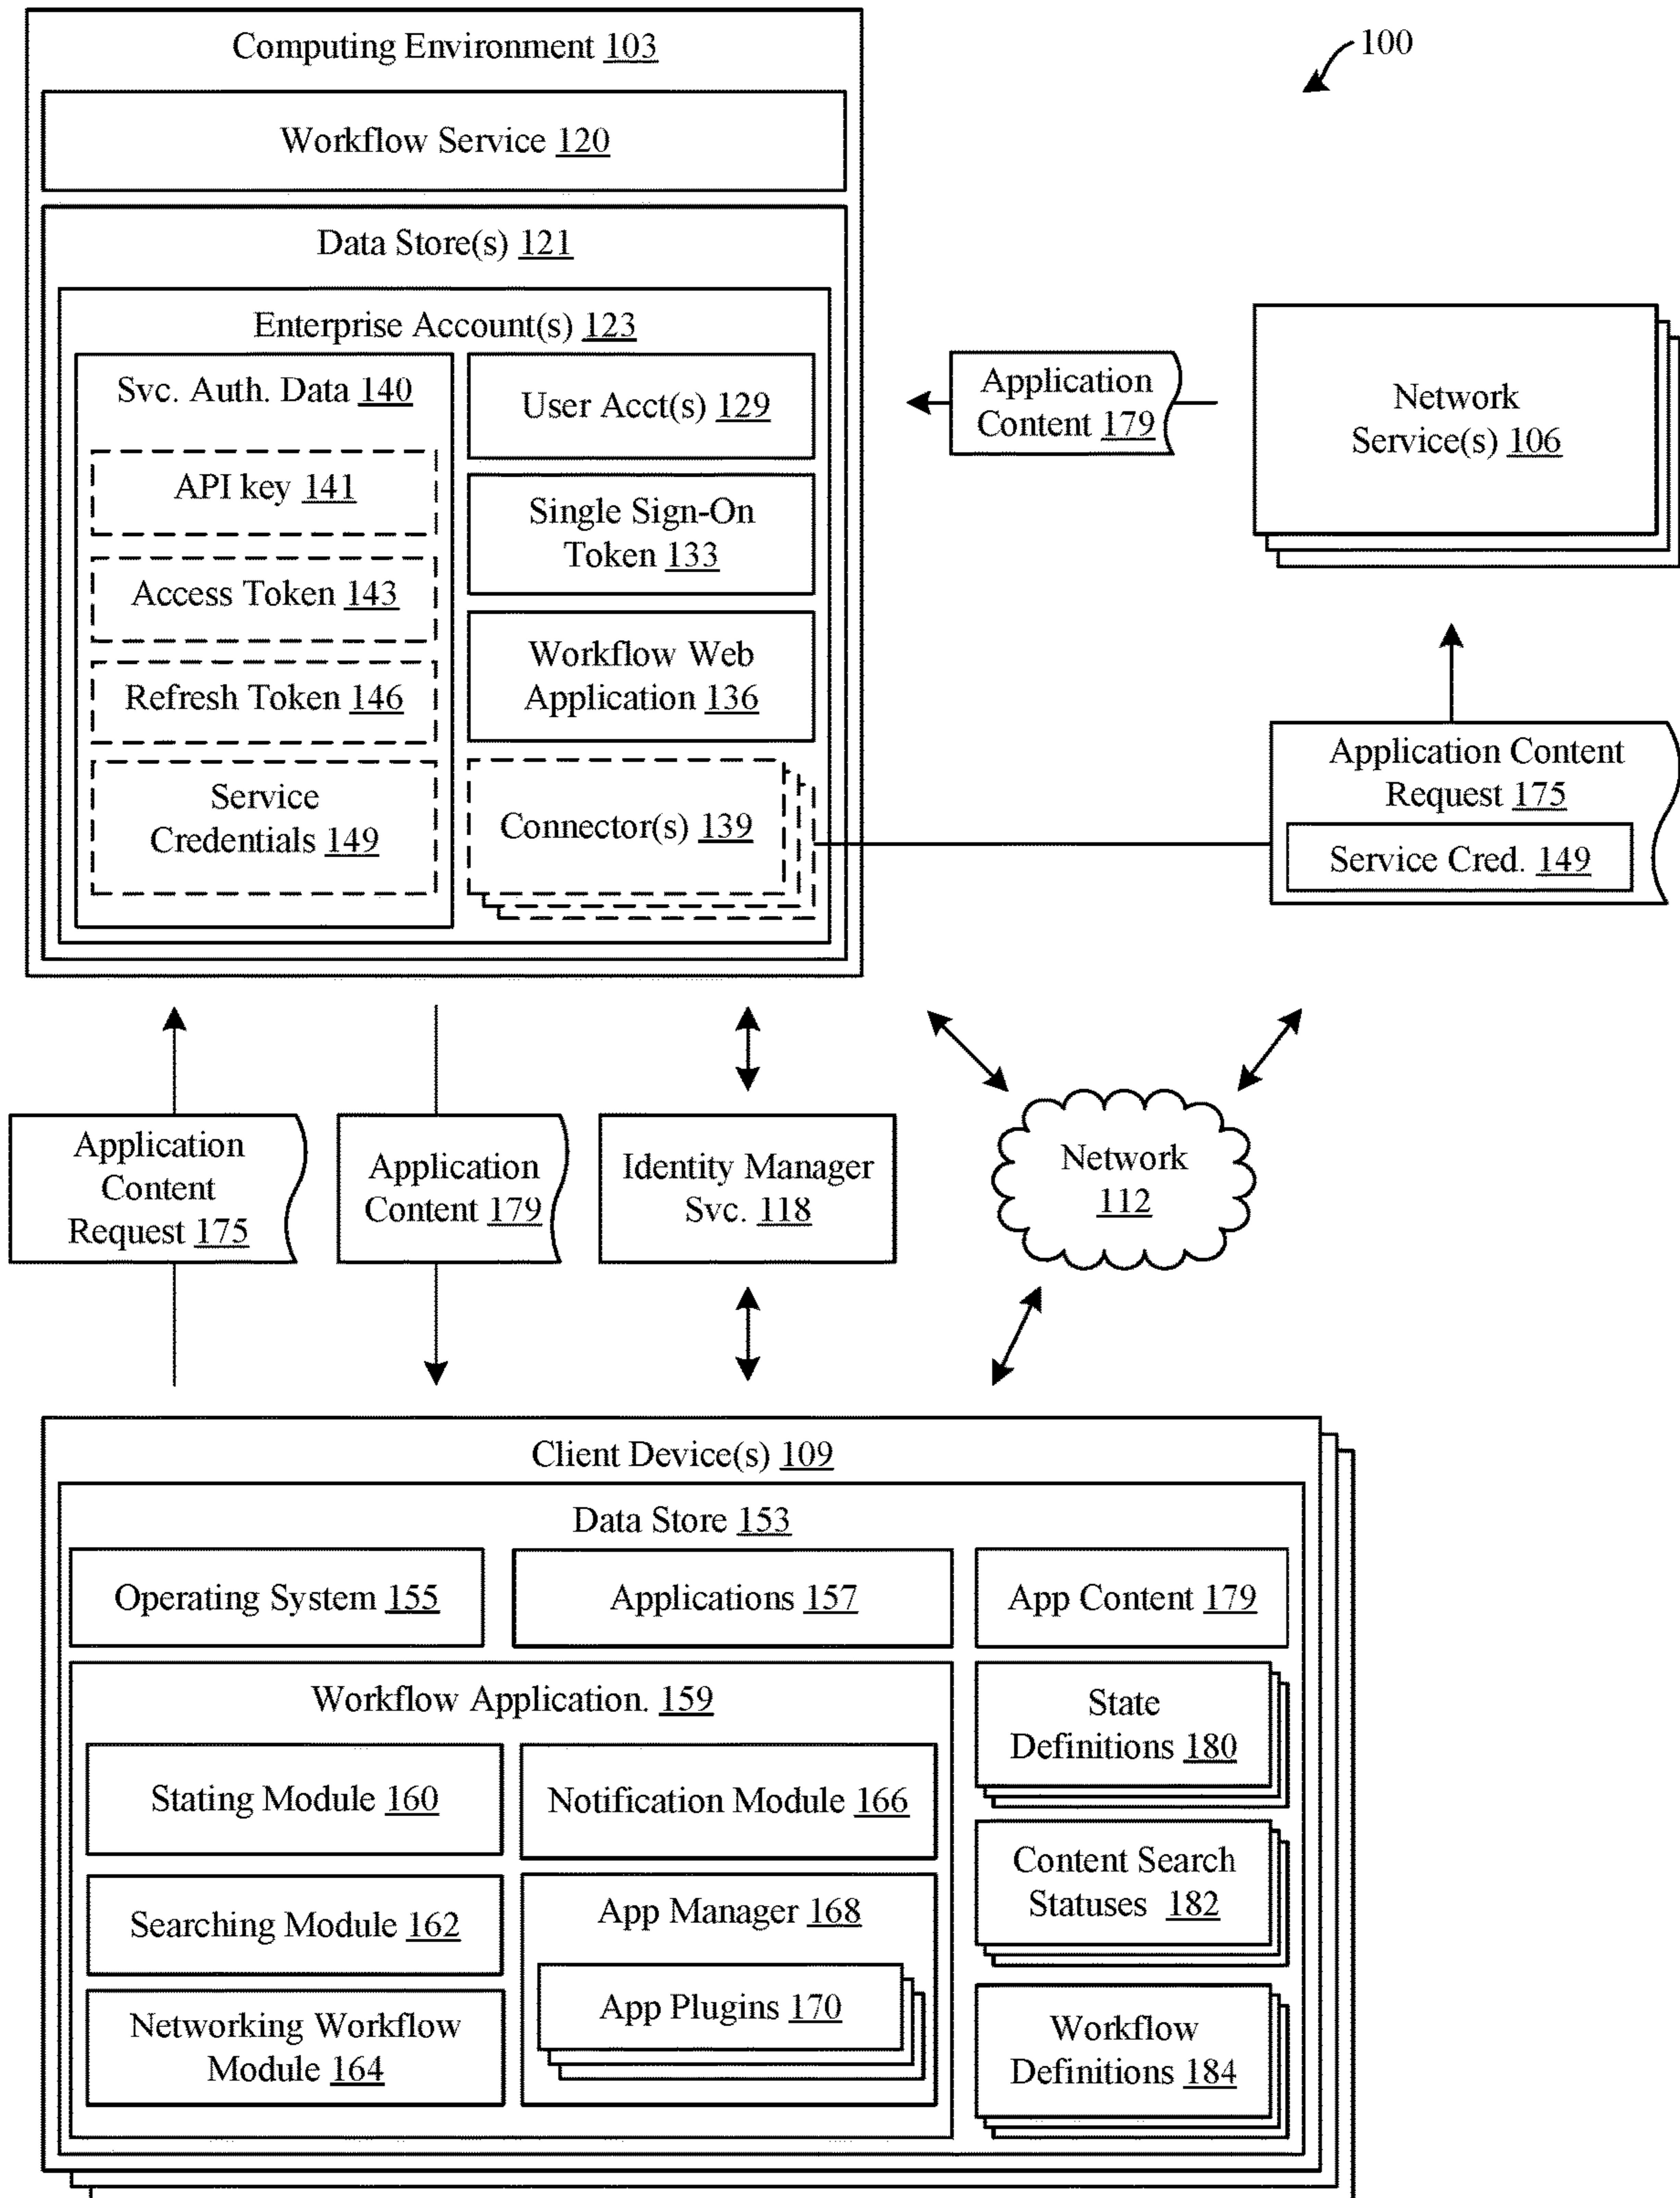 100
Computing Environment 103
Workflow Service 120
Data Store(s) 121
Enterprise Account(s) 123
Svc. Auth. Data 140
API key 141
Access Token 143
Refresh Token 146
Service
Credentials 149
User Acct(s) 129
Single Sign-On
Token 133
Workflow Web
Application 136
Connector(s) 139
Application
Content 179
Network
Service(s) 106
Application Content
Request 175
Service Cred. 149
Application
Content
Request 175
Application
Content 179
Identity Manager
Svc. 118
Network
112
Client Device(s) 109
Data Store 153
Operating System 155
Applications 157
App Content 179
Workflow Application. 159
Stating Module 160
Searching Module 162
Networking Workflow
Module 164
Notification Module 166
App Manager 168
App Plugins 170
State
Definitions 180
Content Search
Statuses 182
Workflow
Definitions 184